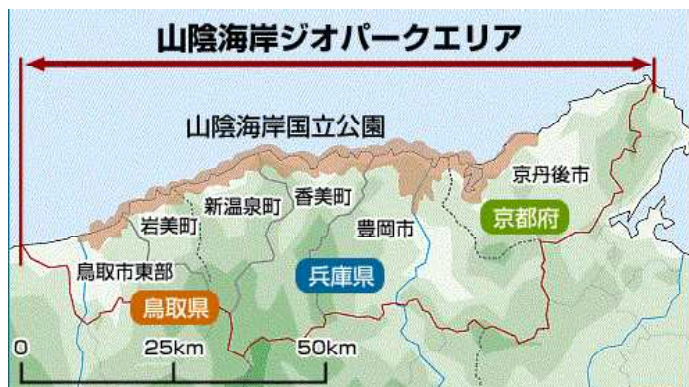 山陰海岸ジオパークエリア
山陰海岸国立公園
京丹後市
香美町
新温泉町
岩美町
豊岡市
京都府
鳥取市東部
兵庫県
鳥取県
0 25km 50km